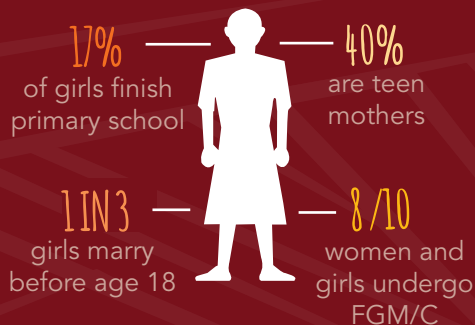 17%
of girls finish
primary school
40%
are teen
mothers
1 IN 3
girls marry
before age 18
8/10
women and
girls undergo
FGM/C